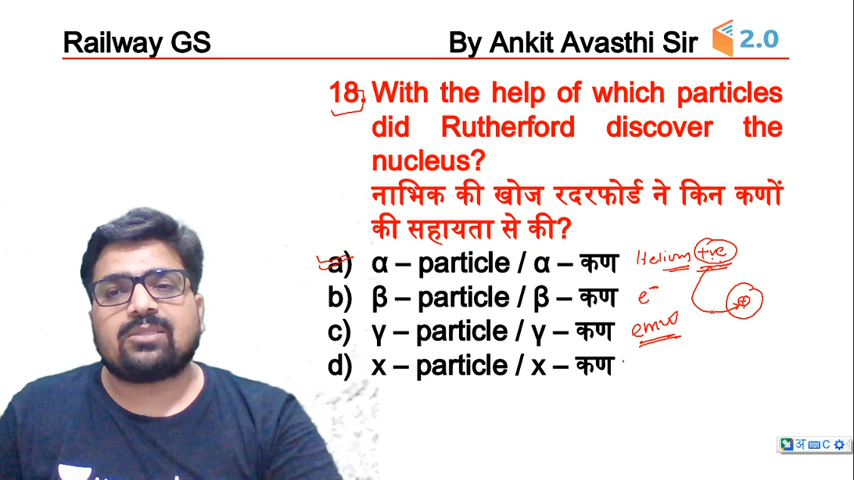 Railway GS
By Ankit Avasthi Sir 2.0
18. With the help of which particles
did Rutherford discover the
nucleus?
नाभिक की खोज रदरफोर्ड ने किन कणों
की सहायता से की?
a) α – particle / α – कण Helium +ve
b) β – particle / β – कण e⁻
c) γ – particle / γ – कण emw
d) x – particle / x – कण